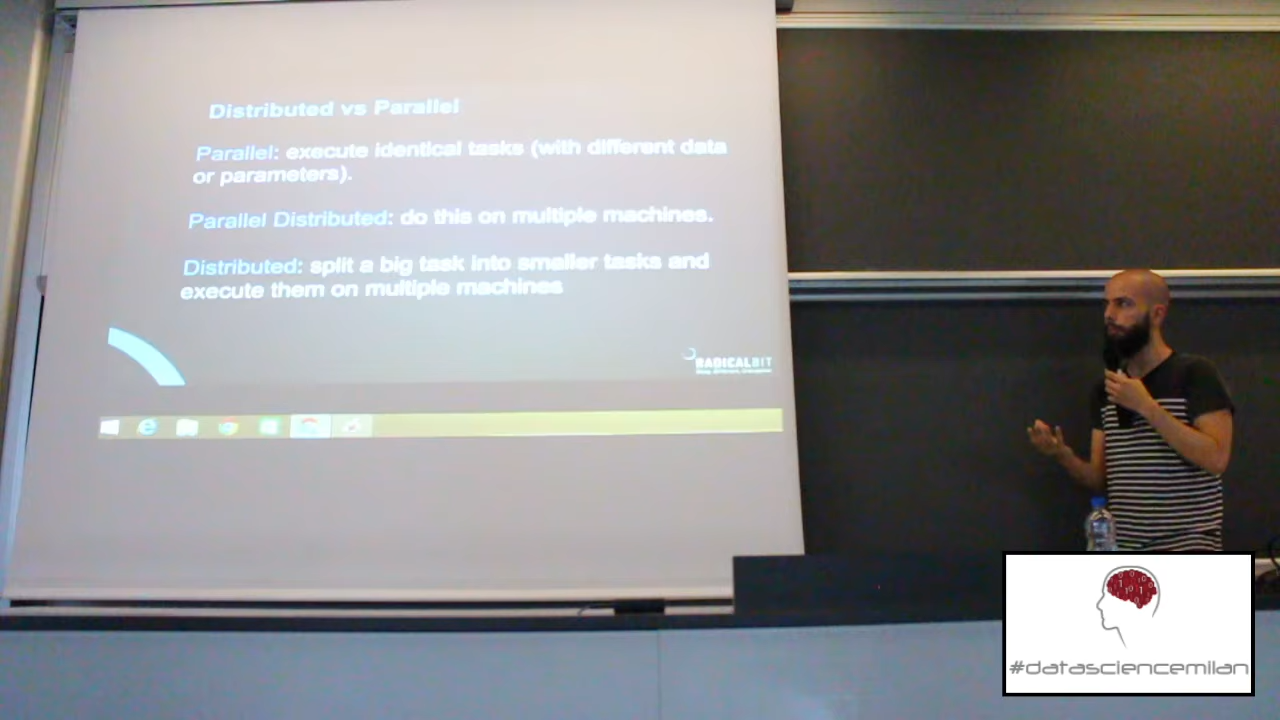 Distributed vs Parallel
Parallel: execute identical tasks (with different data
or parameters).
Parallel Distributed: do this on multiple machines.
Distributed: split a big task into smaller tasks and
execute them on multiple machines
RADICALBIT
#datasciencemilan